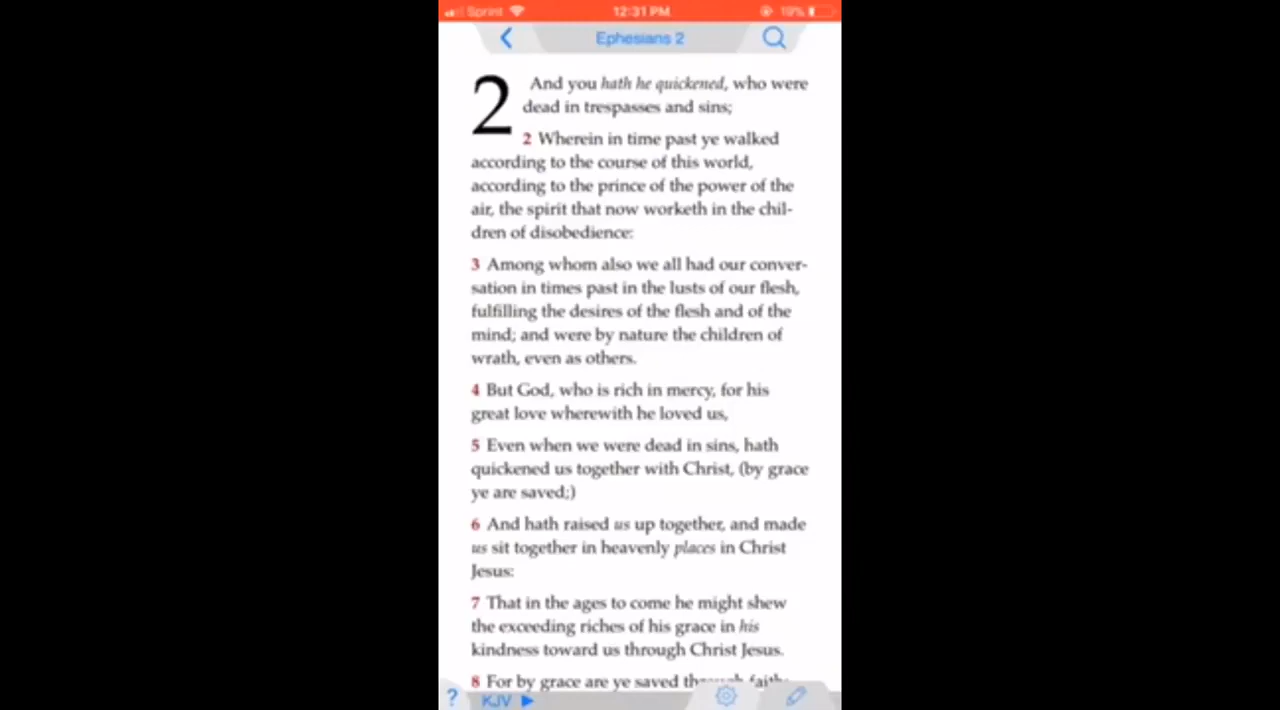 Sprint 12:31 PM 19%
Ephesians 2
2 And you hath he quickened, who were
dead in trespasses and sins;
2 Wherein in time past ye walked
according to the course of this world,
according to the prince of the power of the
air, the spirit that now worketh in the chil-
dren of disobedience:
3 Among whom also we all had our conver-
sation in times past in the lusts of our flesh,
fulfilling the desires of the flesh and of the
mind; and were by nature the children of
wrath, even as others.
4 But God, who is rich in mercy, for his
great love wherewith he loved us,
5 Even when we were dead in sins, hath
quickened us together with Christ, (by grace
ye are saved;)
6 And hath raised us up together, and made
us sit together in heavenly places in Christ
Jesus:
7 That in the ages to come he might shew
the exceeding riches of his grace in his
kindness toward us through Christ Jesus.
8 For by grace are ye saved through faith;
? KJV